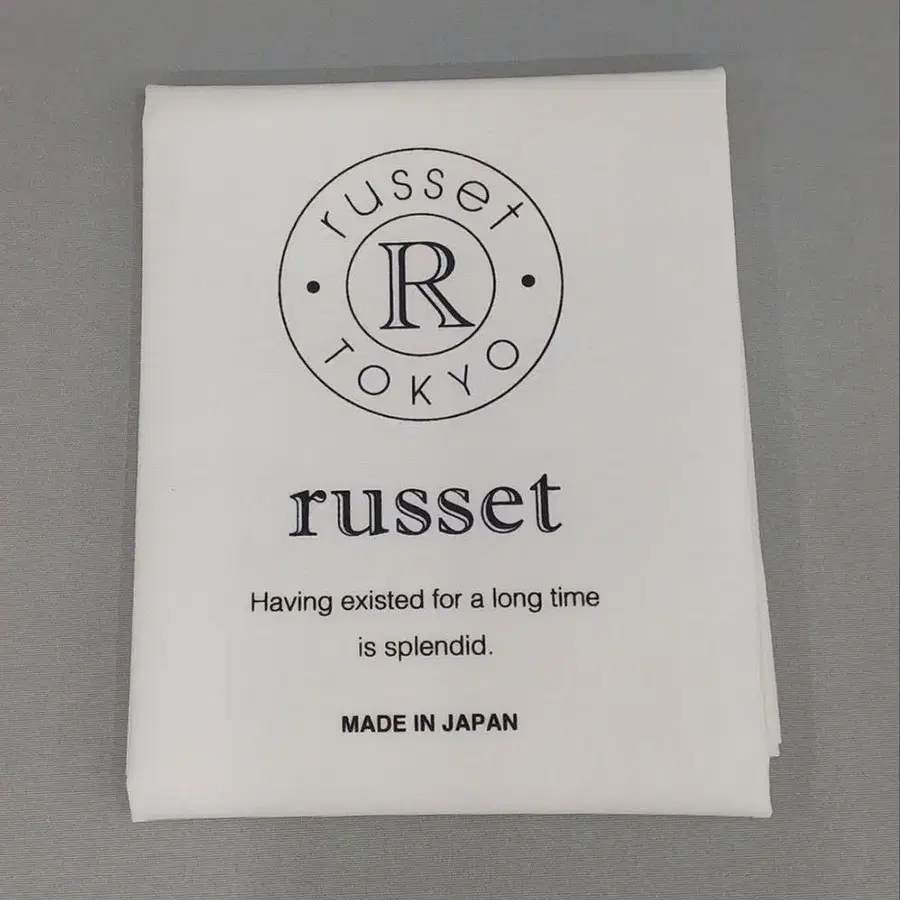 russet
R
TOKYO
russet
Having existed for a long time
is splendid.
MADE IN JAPAN